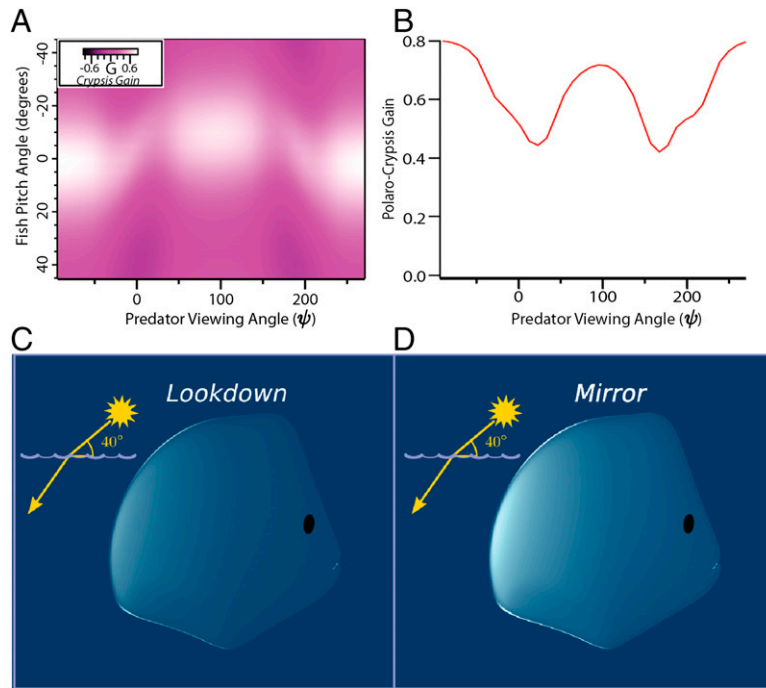 A
-0.6 G 0.6
Crypsis Gain
Fish Pitch Angle (degrees)
-40
-20
0
20
40
0
100
200
Predator Viewing Angle (ψ)
B
Polaro-Crypsis Gain
0.8
0.6
0.4
0.2
0.0
0
100
200
Predator Viewing Angle (ψ)
C
Lookdown
40°
D
Mirror
40°